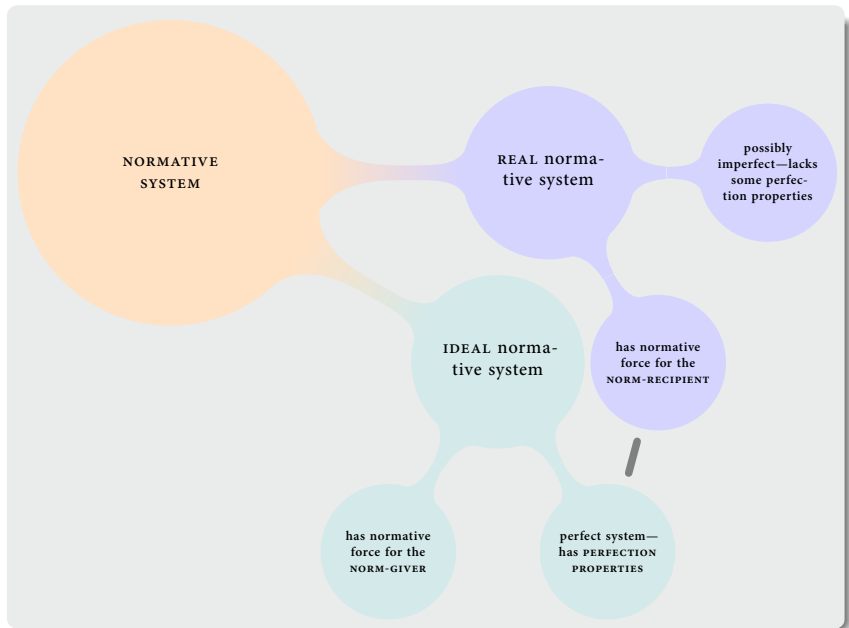 NORMATIVE
SYSTEM
REAL norma-
tive system
possibly
imperfect—lacks
some perfec-
tion properties
has normative
force for the
NORM-RECIPIENT
IDEAL norma-
tive system
has normative
force for the
NORM-GIVER
perfect system—
has PERFECTION
PROPERTIES